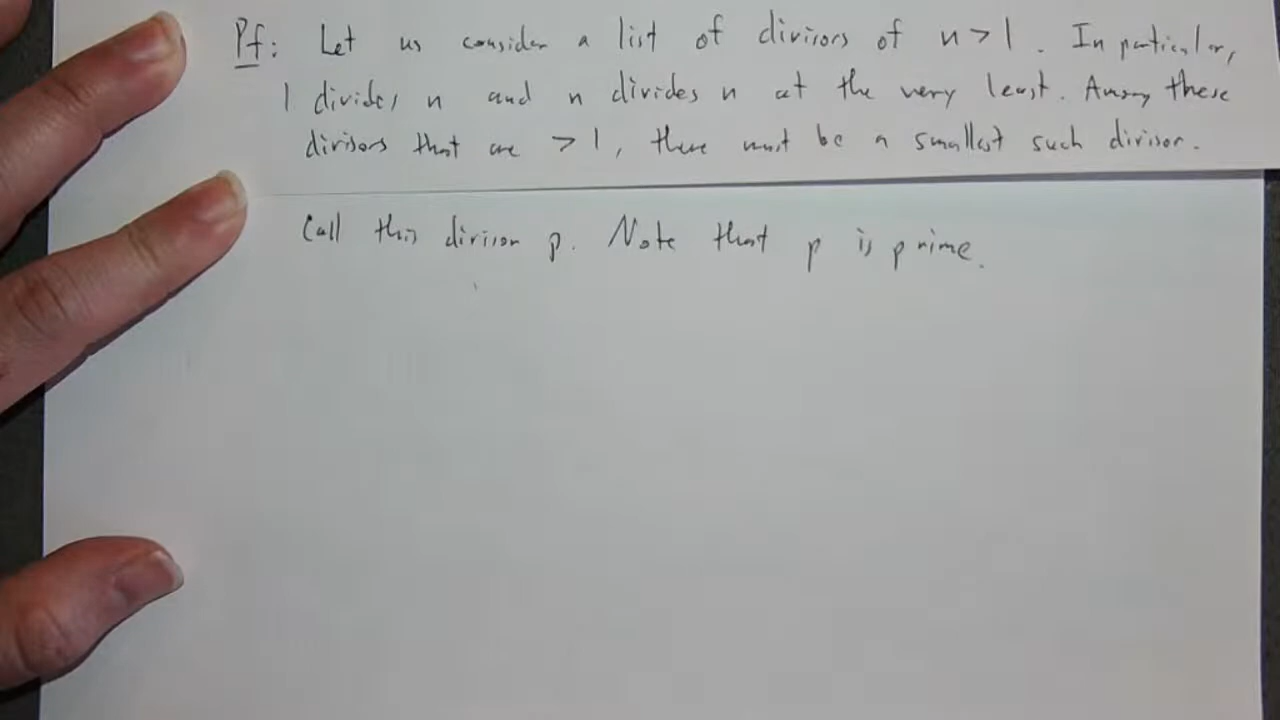 Pf: Let us consider a list of divisors of n > 1. In particular,
1 divides n and n divides n at the very least. Among these
divisors that are > 1, there must be a smallest such divisor.
Call this divisor p. Note that p is prime.